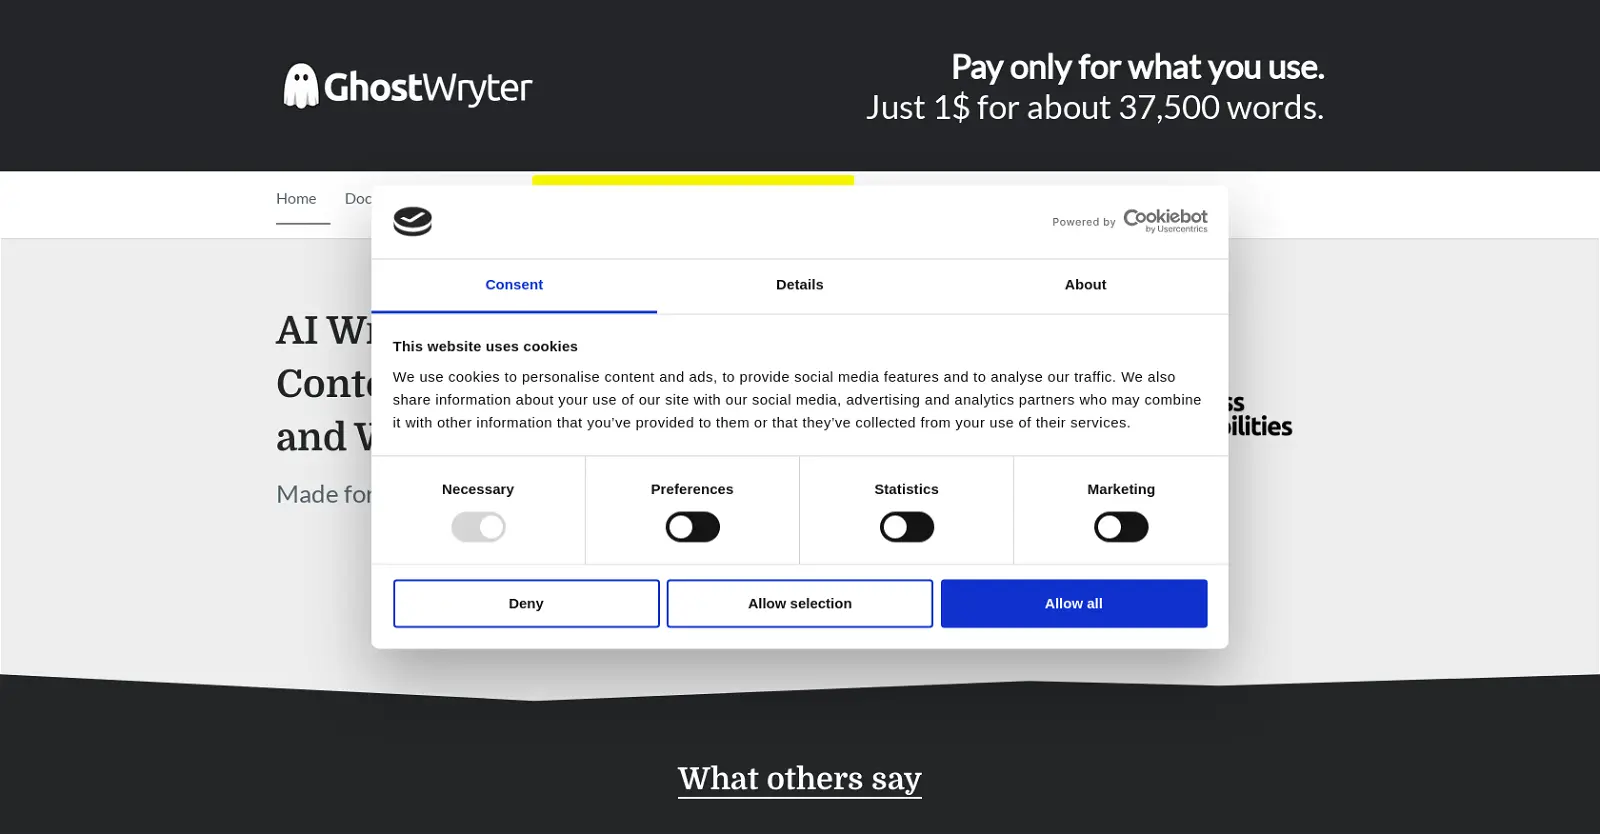 GhostWryter
Pay only for what you use.
Just 1$ for about 37,500 words.
Home
Powered by Cookiebot
by Usercentrics
Consent Details About
This website uses cookies
We use cookies to personalise content and ads, to provide social media features and to analyse our traffic. We also
share information about your use of our site with our social media, advertising and analytics partners who may combine
it with other information that you've provided to them or that they've collected from your use of their services.
Necessary Preferences Statistics Marketing
Deny Allow selection Allow all
AI
and
Made for
What others say